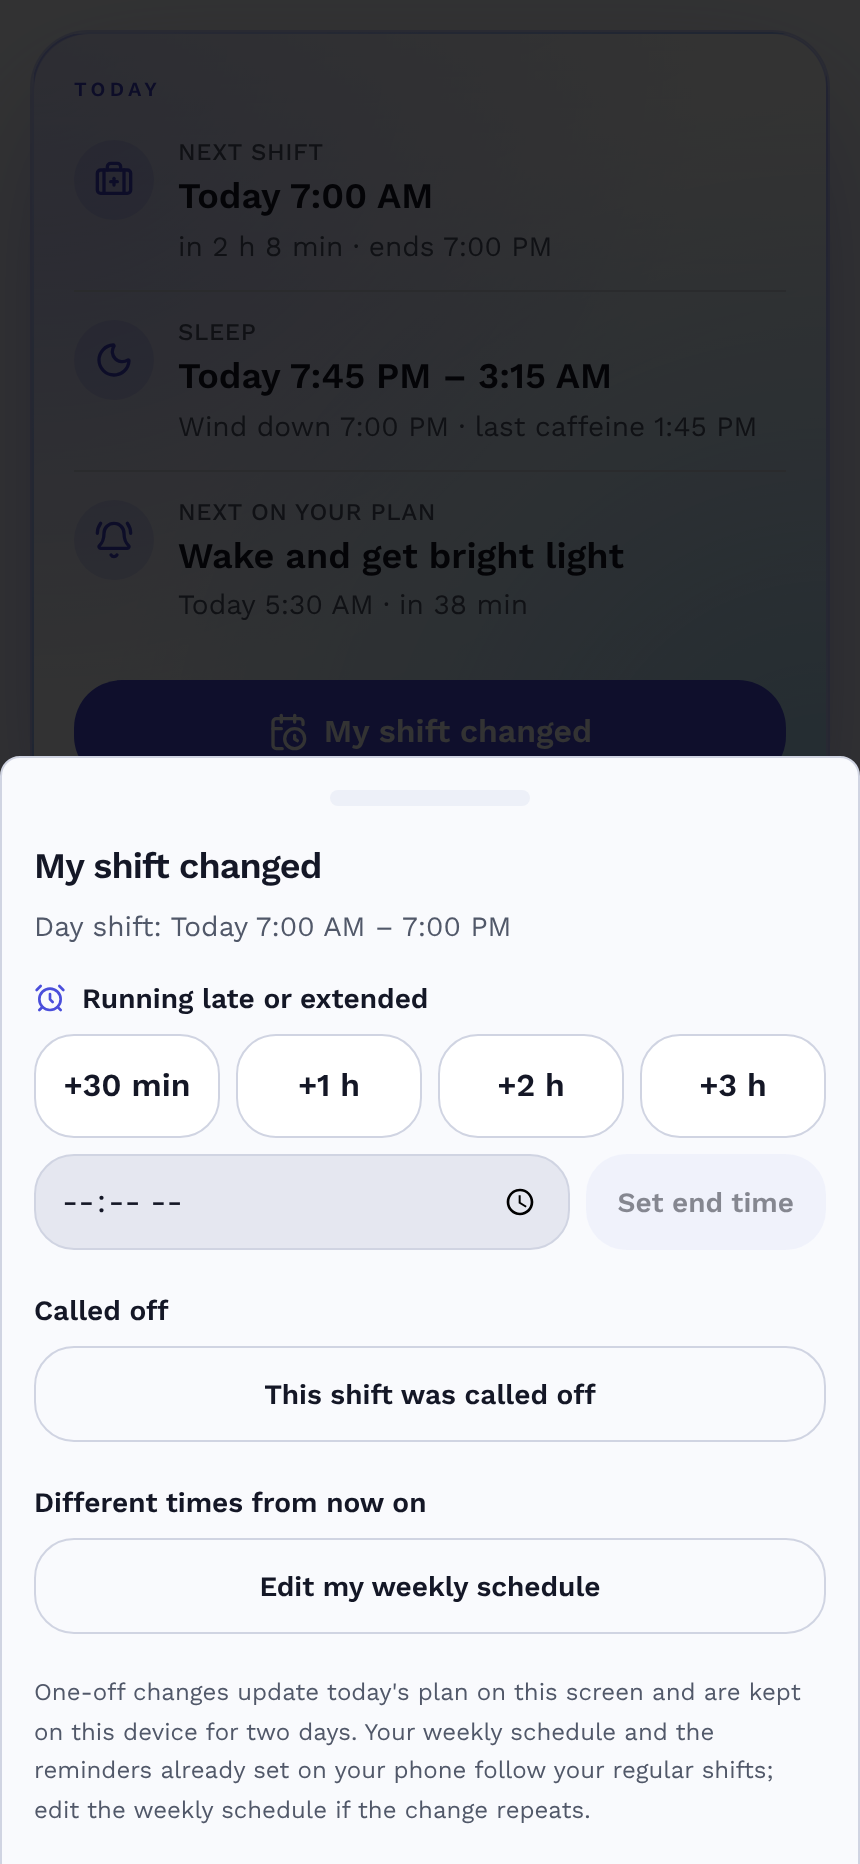 TODAY
NEXT SHIFT
Today 7:00 AM
in 2 h 8 min · ends 7:00 PM
SLEEP
Today 7:45 PM – 3:15 AM
Wind down 7:00 PM · last caffeine 1:45 PM
NEXT ON YOUR PLAN
Wake and get bright light
Today 5:30 AM · in 38 min
My shift changed
My shift changed
Day shift: Today 7:00 AM – 7:00 PM
Running late or extended
+30 min +1 h +2 h +3 h
--:-- -- Set end time
Called off
This shift was called off
Different times from now on
Edit my weekly schedule
One-off changes update today's plan on this screen and are kept
on this device for two days. Your weekly schedule and the
reminders already set on your phone follow your regular shifts;
edit the weekly schedule if the change repeats.